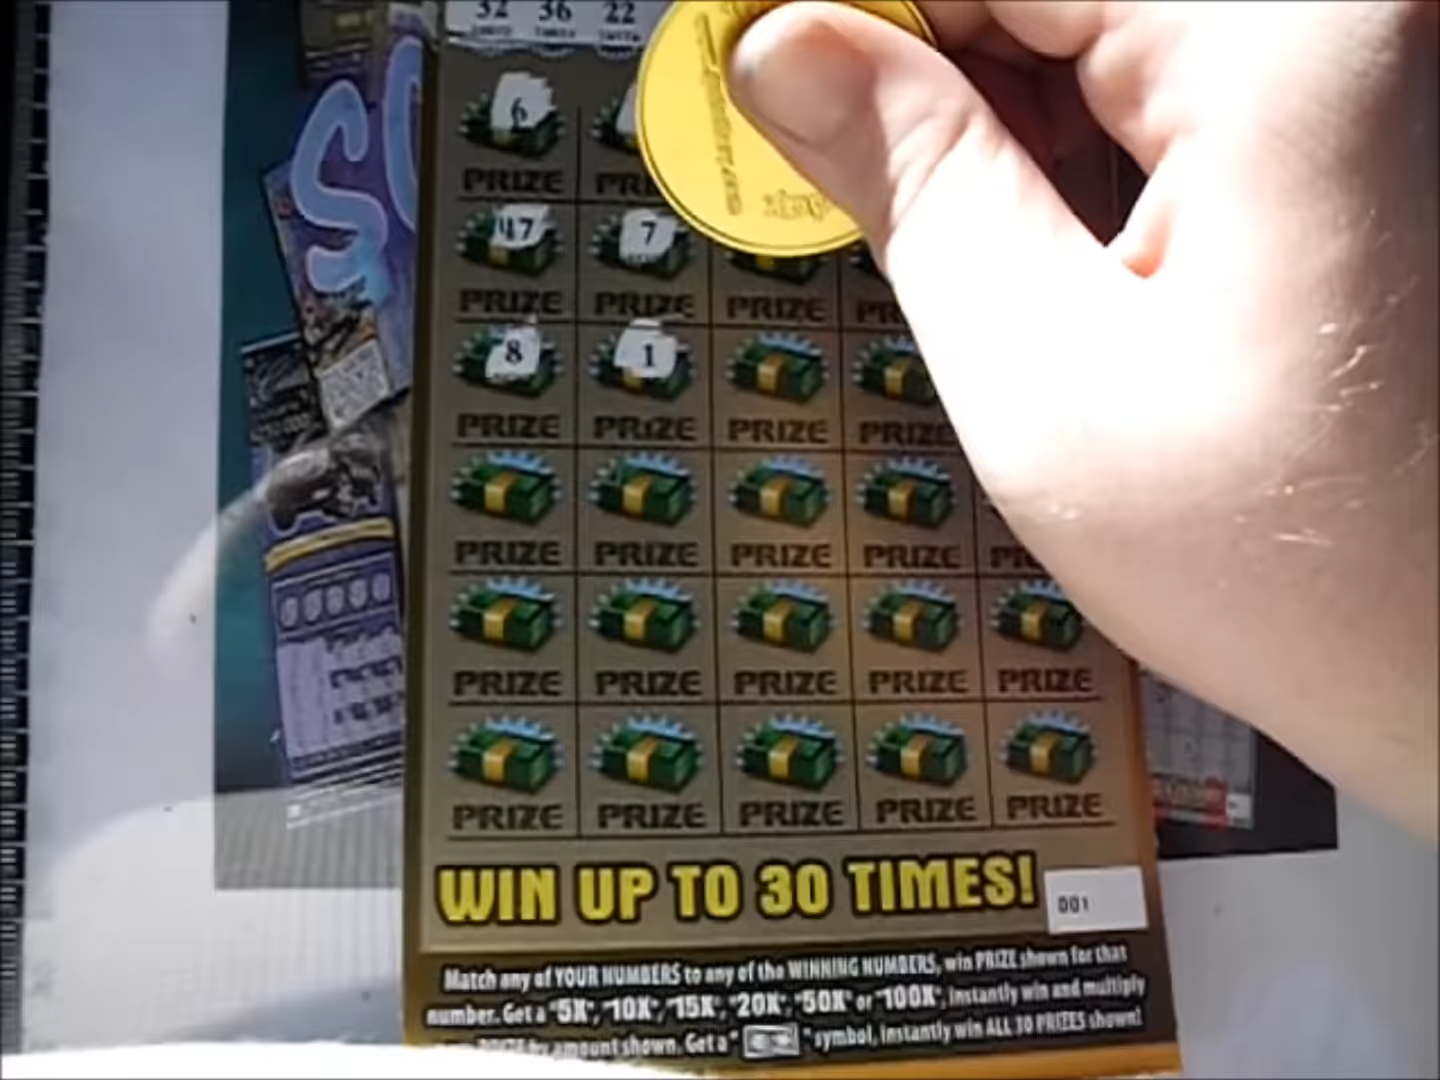 32 36 22
6
PRIZE
47 7
PRIZE PRIZE PRIZE
8 1
PRIZE PRIZE PRIZE PRIZE
PRIZE PRIZE PRIZE PRIZE
PRIZE PRIZE PRIZE PRIZE PRIZE
PRIZE PRIZE PRIZE PRIZE PRIZE
WIN UP TO 30 TIMES!
001
Match any of YOUR NUMBERS to any of the WINNING NUMBERS, win PRIZE shown for that
number. Get a "5X", "10X", "15X", "20X", "50X" or "100X", instantly win and multiply
PRIZE by amount shown. Get a " " symbol, instantly win ALL 30 PRIZES shown!